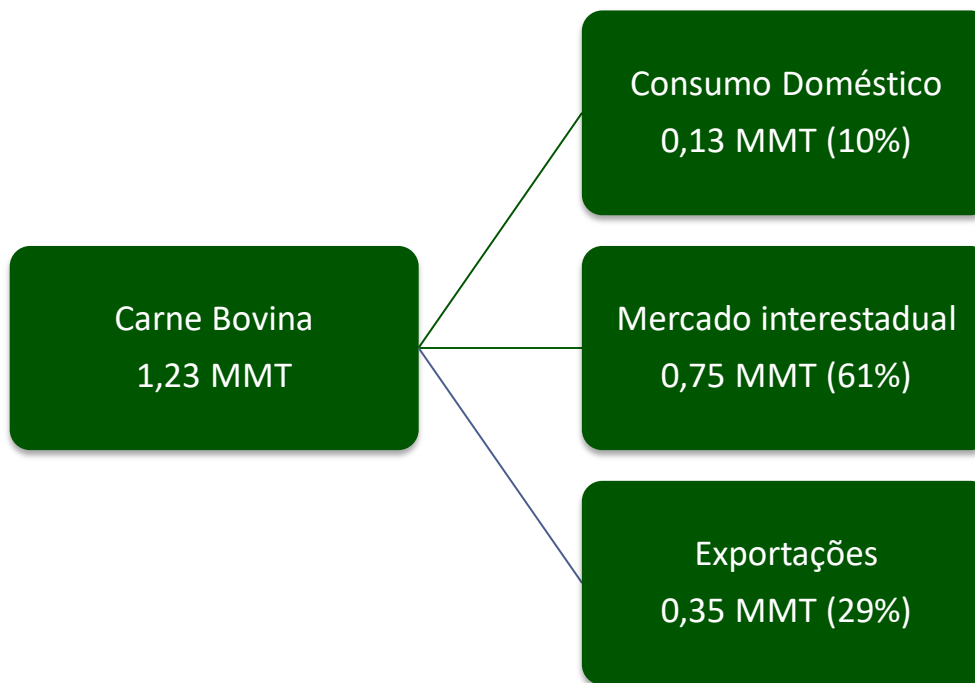 Carne Bovina
1,23 MMT
Consumo Doméstico
0,13 MMT (10%)
Mercado interestadual
0,75 MMT (61%)
Exportações
0,35 MMT (29%)